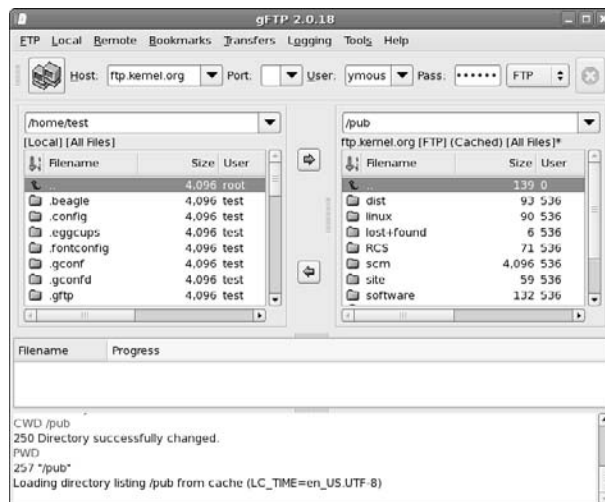 gFTP 2.0.18
FTP Local Remote Bookmarks Transfers Logging Tools Help
Host: ftp.kernel.org Port: User: ymous Pass: •••••• FTP
/home/test
[Local] [All Files]
Filename Size User
.. 4,096 root
.beagle 4,096 test
.config 4,096 test
.eggcups 4,096 test
.fontconfig 4,096 test
.gconf 4,096 test
.gconfd 4,096 test
.gftp 4,096 test
/pub
ftp.kernel.org [FTP] (Cached) [All Files]*
Filename Size User
.. 139 0
dist 93 536
linux 90 536
lost+found 6 536
RCS 71 536
scm 4,096 536
site 59 536
software 132 536
Filename Progress
CWD /pub
250 Directory successfully changed.
PWD
257 "/pub"
Loading directory listing /pub from cache (LC_TIME=en_US.UTF-8)